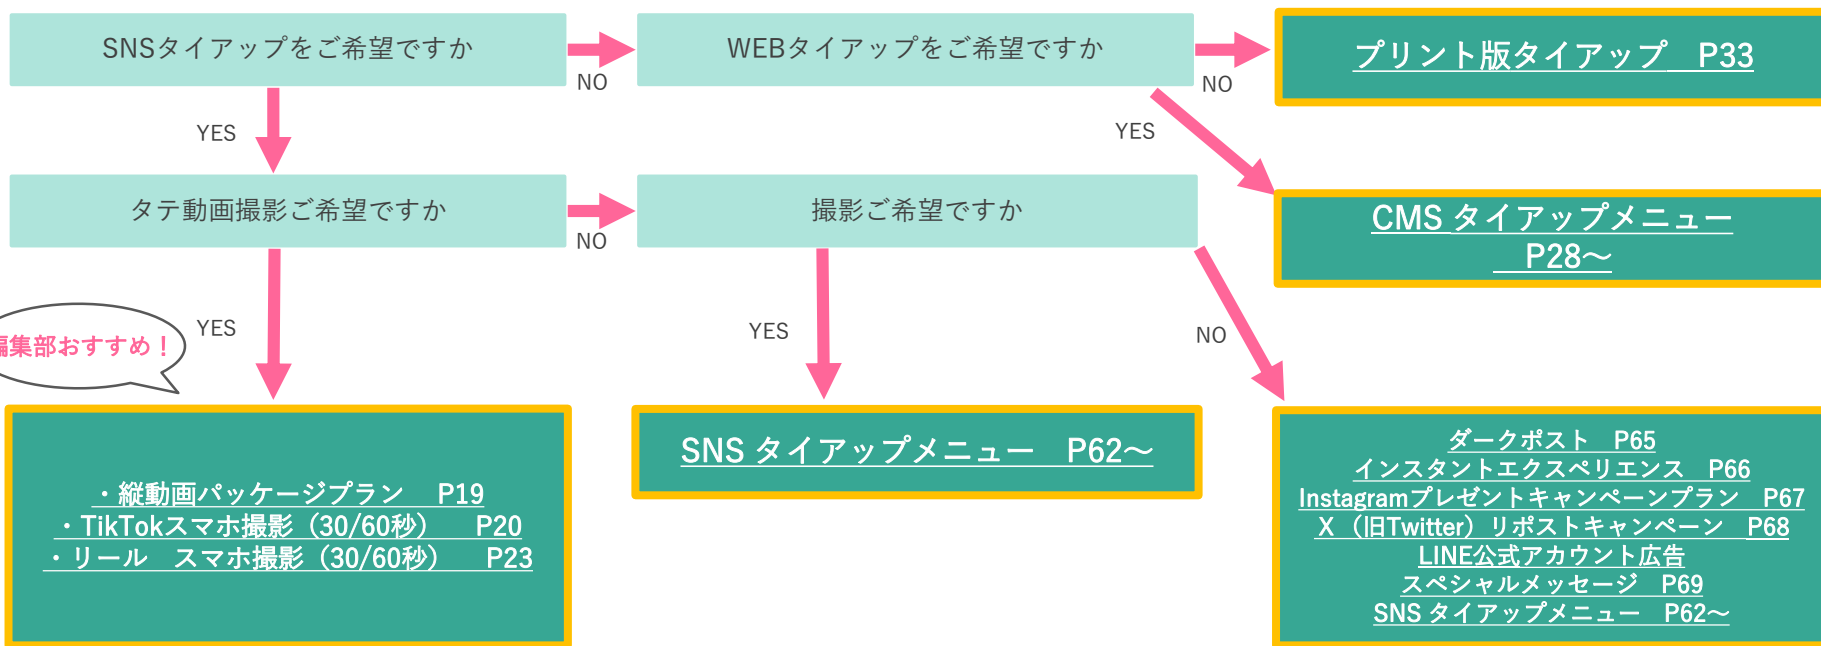 SNSタイアップをご希望ですか
NO
WEBタイアップをご希望ですか
NO
プリント版タイアップ　P33
YES
YES
タテ動画撮影ご希望ですか
NO
撮影ご希望ですか
CMS タイアップメニュー
P28～
編集部おすすめ！
YES
YES
NO
・縦動画パッケージプラン　P19
・TikTokスマホ撮影（30/60秒）　P20
・リール　スマホ撮影（30/60秒）　P23
SNS タイアップメニュー　P62～
ダークポスト　P65
インスタントエクスペリエンス　P66
Instagramプレゼントキャンペーンプラン　P67
X（旧Twitter）リポストキャンペーン　P68
LINE公式アカウント広告
スペシャルメッセージ　P69
SNS タイアップメニュー　P62～